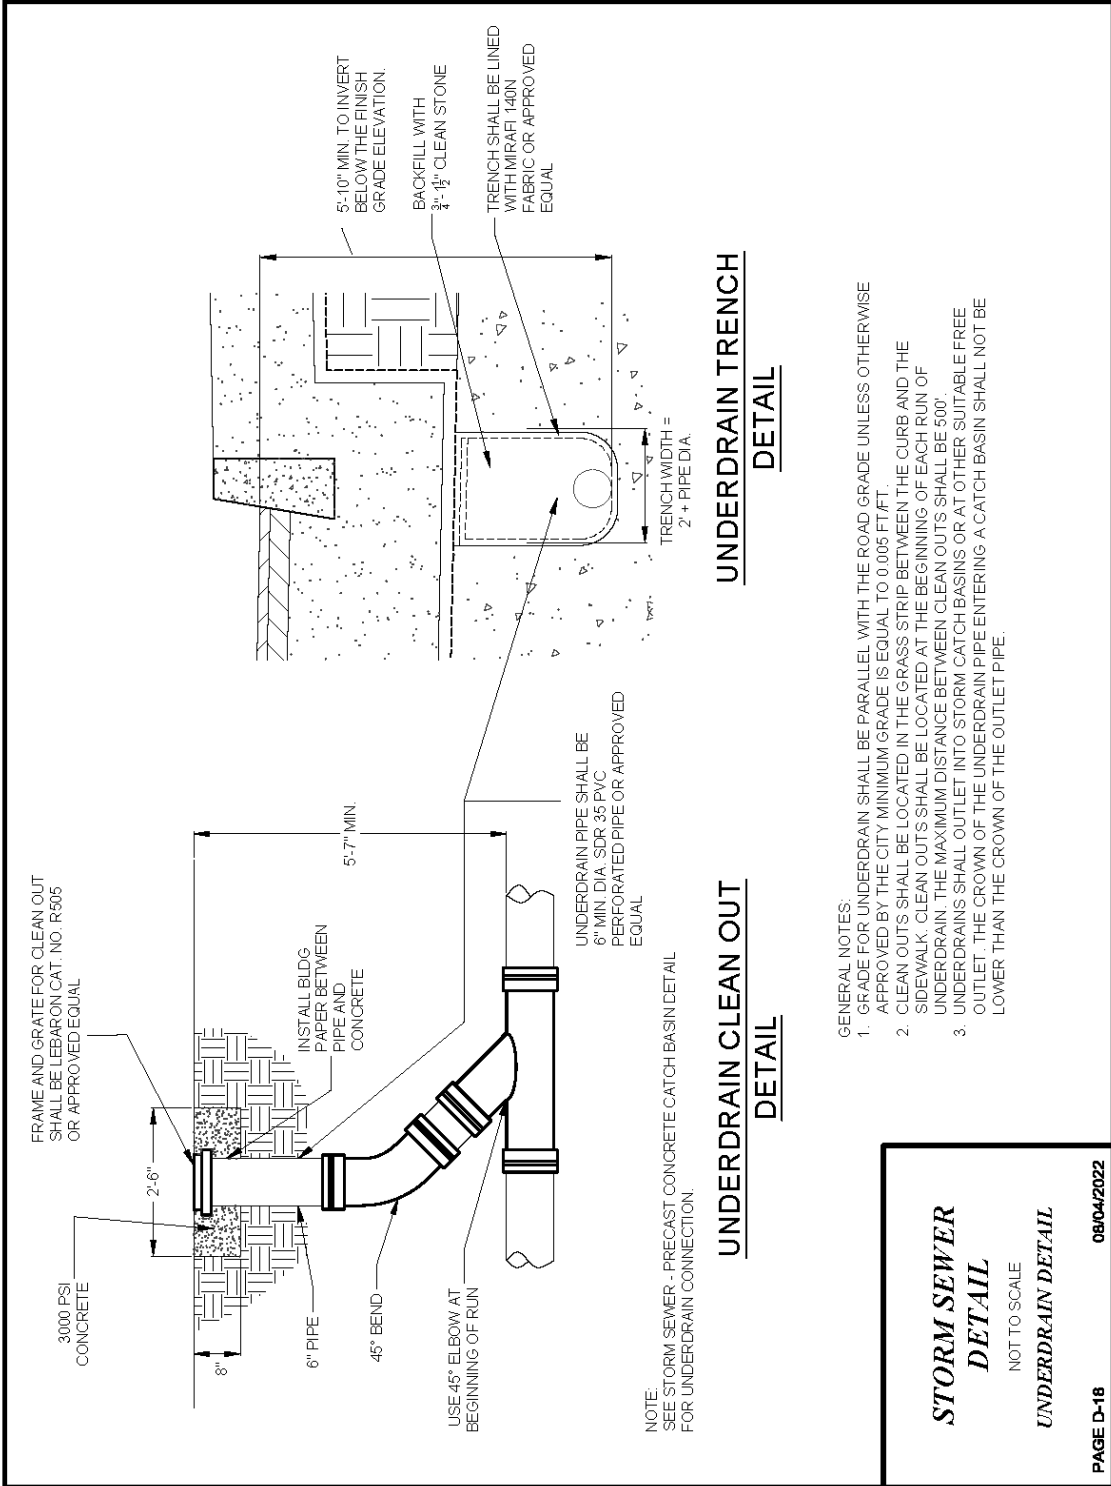 FRAME AND GRATE FOR CLEAN OUT
SHALL BE LEBARON CAT. NO. R505
OR APPROVED EQUAL
3000 PSI
CONCRETE
2'-6"
8"
INSTALL BLDG
PAPER BETWEEN
PIPE AND
CONCRETE
5'-7" MIN.
6" PIPE
45° BEND
USE 45° ELBOW AT
BEGINNING OF RUN
UNDERDRAIN PIPE SHALL BE
6" MIN. DIA. SDR 35 PVC
PERFORATED PIPE OR APPROVED
EQUAL
NOTE:
SEE STORM SEWER - PRECAST CONCRETE CATCH BASIN DETAIL
FOR UNDERDRAIN CONNECTION.
UNDERDRAIN CLEAN OUT
DETAIL
5'-10" MIN. TO INVERT
BELOW THE FINISH
GRADE ELEVATION.
BACKFILL WITH
3/4"-1 1/2" CLEAN STONE
TRENCH SHALL BE LINED
WITH MIRAFI 140N
FABRIC OR APPROVED
EQUAL
TRENCH WIDTH =
2' + PIPE DIA.
UNDERDRAIN TRENCH
DETAIL
GENERAL NOTES:
1. GRADE FOR UNDERDRAIN SHALL BE PARALLEL WITH THE ROAD GRADE UNLESS OTHERWISE
APPROVED BY THE CITY MINIMUM GRADE IS EQUAL TO 0.005 FT/FT.
2. CLEAN OUTS SHALL BE LOCATED IN THE GRASS STRIP BETWEEN THE CURB AND THE
SIDEWALK. CLEAN OUTS SHALL BE LOCATED AT THE BEGINNING OF EACH RUN OF
UNDERDRAIN. THE MAXIMUM DISTANCE BETWEEN CLEAN OUTS SHALL BE 500'.
3. UNDERDRAINS SHALL OUTLET INTO STORM CATCH BASINS OR AT OTHER SUITABLE FREE
OUTLET. THE CROWN OF THE UNDERDRAIN PIPE ENTERING A CATCH BASIN SHALL NOT BE
LOWER THAN THE CROWN OF THE OUTLET PIPE.
STORM SEWER
DETAIL
NOT TO SCALE
UNDERDRAIN DETAIL
PAGE D-18
08/04/2022